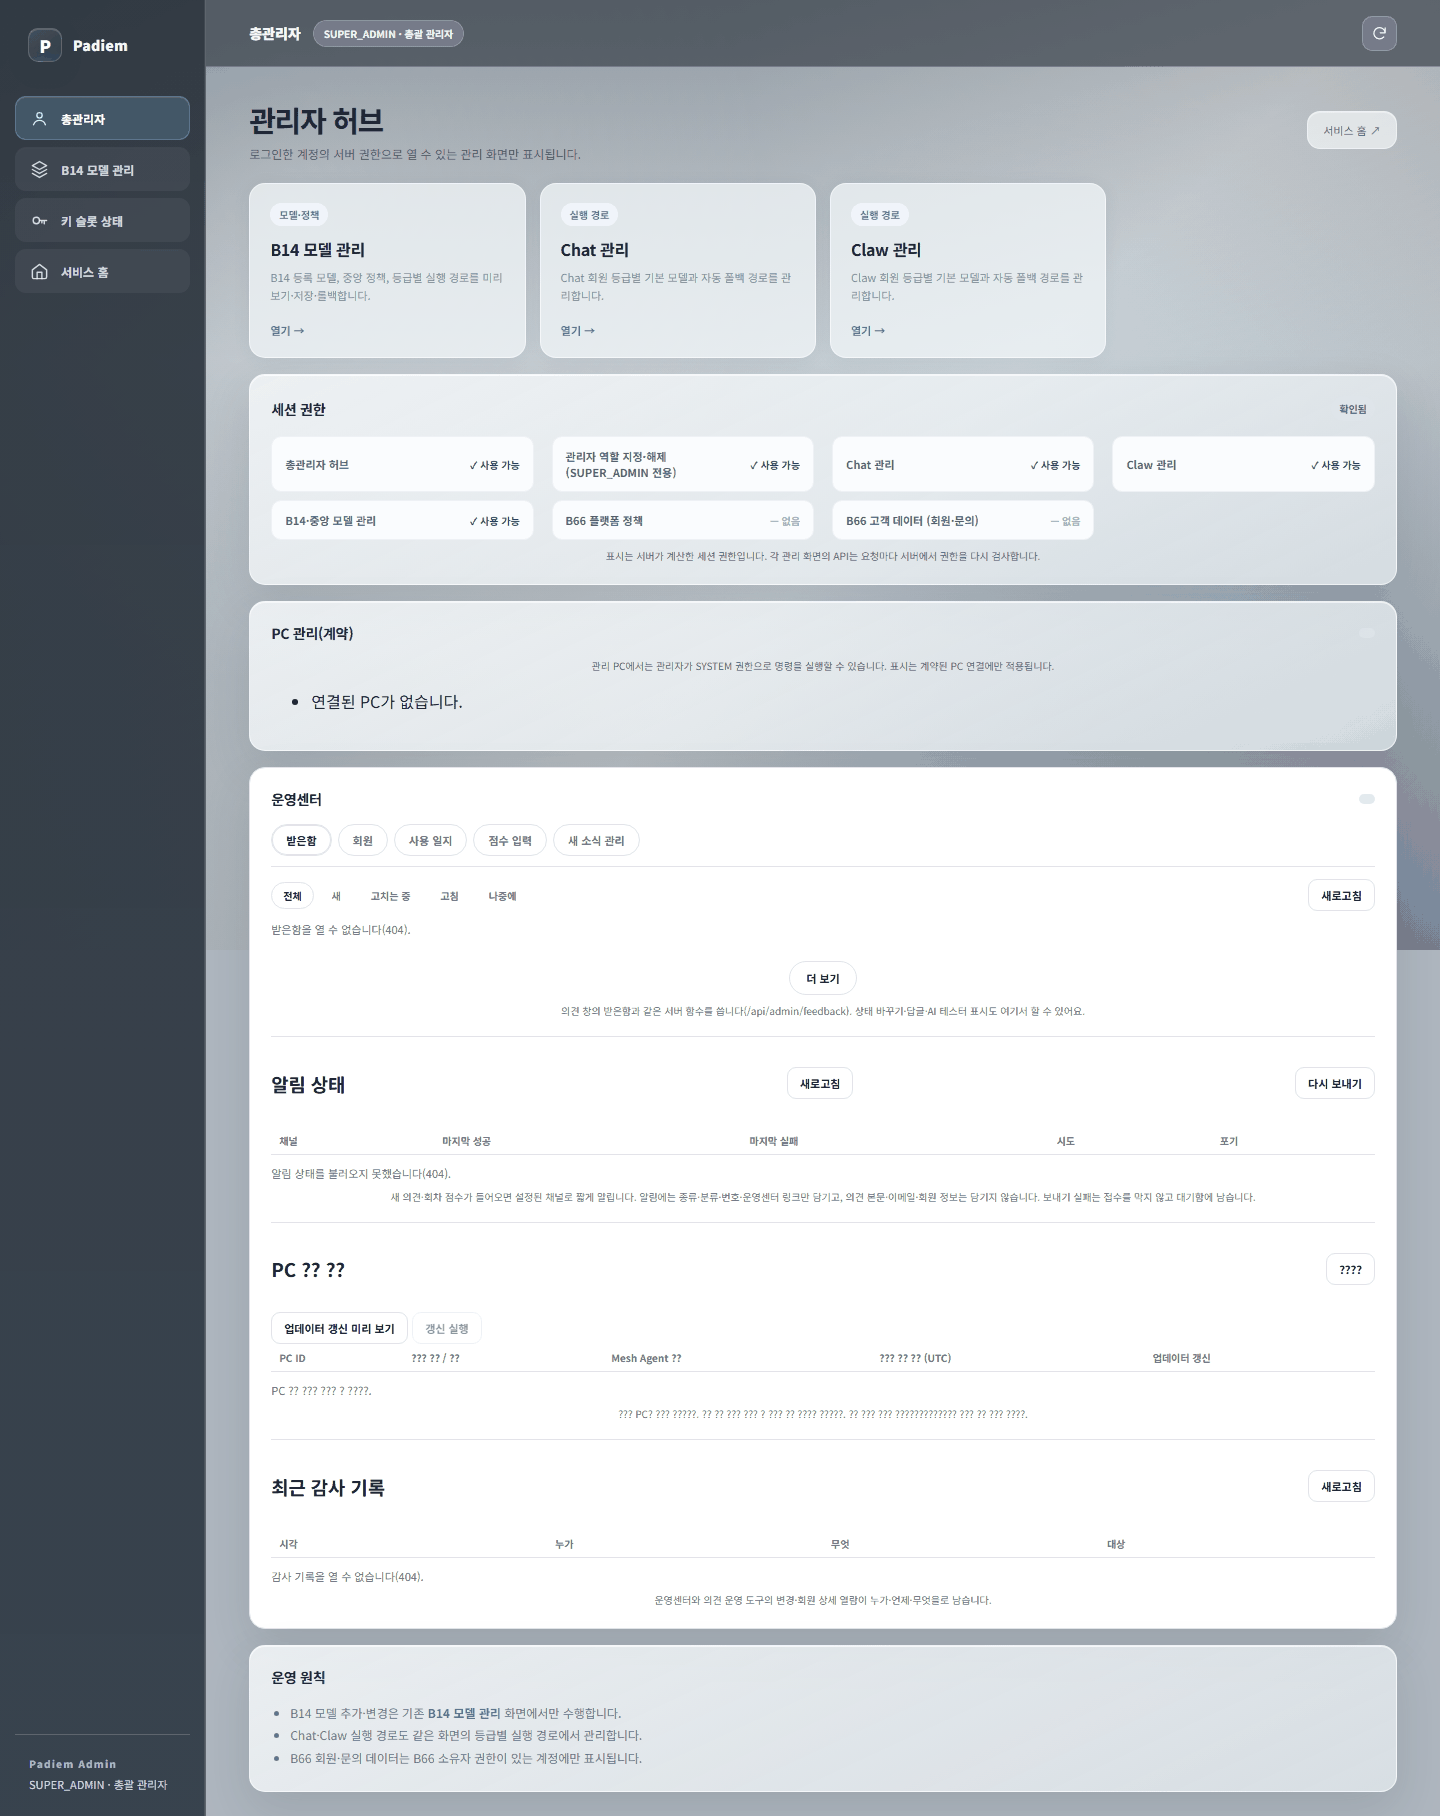 P Padiem
총관리자
B14 모델 관리
키 슬롯 상태
서비스 홈
Padiem Admin
SUPER_ADMIN · 총괄 관리자
총관리자 SUPER_ADMIN · 총괄 관리자
관리자 허브
로그인한 계정의 서버 권한으로 열 수 있는 관리 화면만 표시됩니다.
서비스 홈 ↗
모델·정책
B14 모델 관리
B14 등록 모델, 중앙 정책, 등급별 실행 경로를 미리
보기·저장·롤백합니다.
열기 →
실행 경로
Chat 관리
Chat 회원 등급별 기본 모델과 자동 폴백 경로를 관
리합니다.
열기 →
실행 경로
Claw 관리
Claw 회원 등급별 기본 모델과 자동 폴백 경로를 관
리합니다.
열기 →
세션 권한 확인됨
총관리자 허브 ✓ 사용 가능
관리자 역할 지정·해제
(SUPER_ADMIN 전용) ✓ 사용 가능
Chat 관리 ✓ 사용 가능
Claw 관리 ✓ 사용 가능
B14·중앙 모델 관리 ✓ 사용 가능
B66 플랫폼 정책 — 없음
B66 고객 데이터 (회원·문의) — 없음
표시는 서버가 계산한 세션 권한입니다. 각 관리 화면의 API는 요청마다 서버에서 권한을 다시 검사합니다.
PC 관리(계약)
관리 PC에서는 관리자가 SYSTEM 권한으로 명령을 실행할 수 있습니다. 표시는 계약된 PC 연결에만 적용됩니다.
• 연결된 PC가 없습니다.
운영센터
받은함 회원 사용 일지 점수 입력 새 소식 관리
전체 새 고치는 중 고침 나중에 새로고침
받은함을 열 수 없습니다(404).
더 보기
의견 창의 받은함과 같은 서버 함수를 씁니다(/api/admin/feedback). 상태 바꾸기·답글·AI 테스터 표시도 여기서 할 수 있어요.
알림 상태 새로고침 다시 보내기
채널 마지막 성공 마지막 실패 시도 포기
알림 상태를 불러오지 못했습니다(404).
새 의견·회차 점수가 들어오면 설정된 채널로 짧게 알립니다. 알림에는 종류·분류·번호·운영센터 링크만 담기고, 의견 본문·이메일·회원 정보는 담기지 않습니다. 보내기 실패는 접수를 막지 않고 대기함에 남습니다.
PC ?? ?? ????
업데이터 갱신 미리 보기 갱신 실행
PC ID ??? ?? / ?? Mesh Agent ?? ??? ?? ?? (UTC) 업데이터 갱신
PC ?? ??? ??? ? ????.
??? PC? ??? ?????. ?? ?? ??? ??? ? ??? ?? ???? ?????. ?? ??? ??? ????????????? ??? ?? ??? ????.
최근 감사 기록 새로고침
시각 누가 무엇 대상
감사 기록을 열 수 없습니다(404).
운영센터와 의견 운영 도구의 변경·회원 상세 열람이 누가·언제·무엇을로 남습니다.
운영 원칙
• B14 모델 추가·변경은 기존 B14 모델 관리 화면에서만 수행합니다.
• Chat·Claw 실행 경로도 같은 화면의 등급별 실행 경로에서 관리합니다.
• B66 회원·문의 데이터는 B66 소유자 권한이 있는 계정에만 표시됩니다.